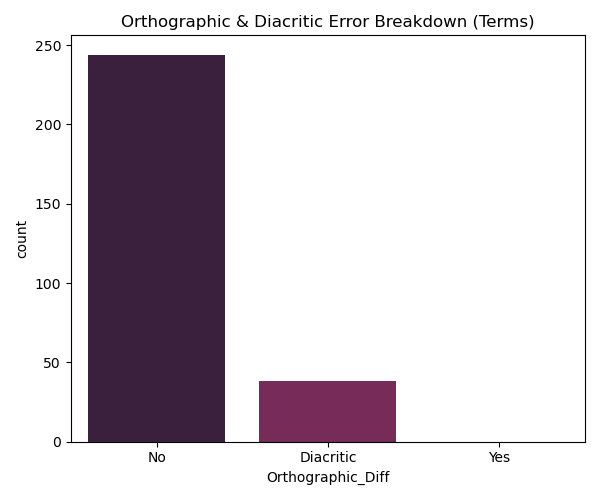 Orthographic & Diacritic Error Breakdown (Terms)
250
200
150
100
50
0
count
No Diacritic Yes
Orthographic_Diff